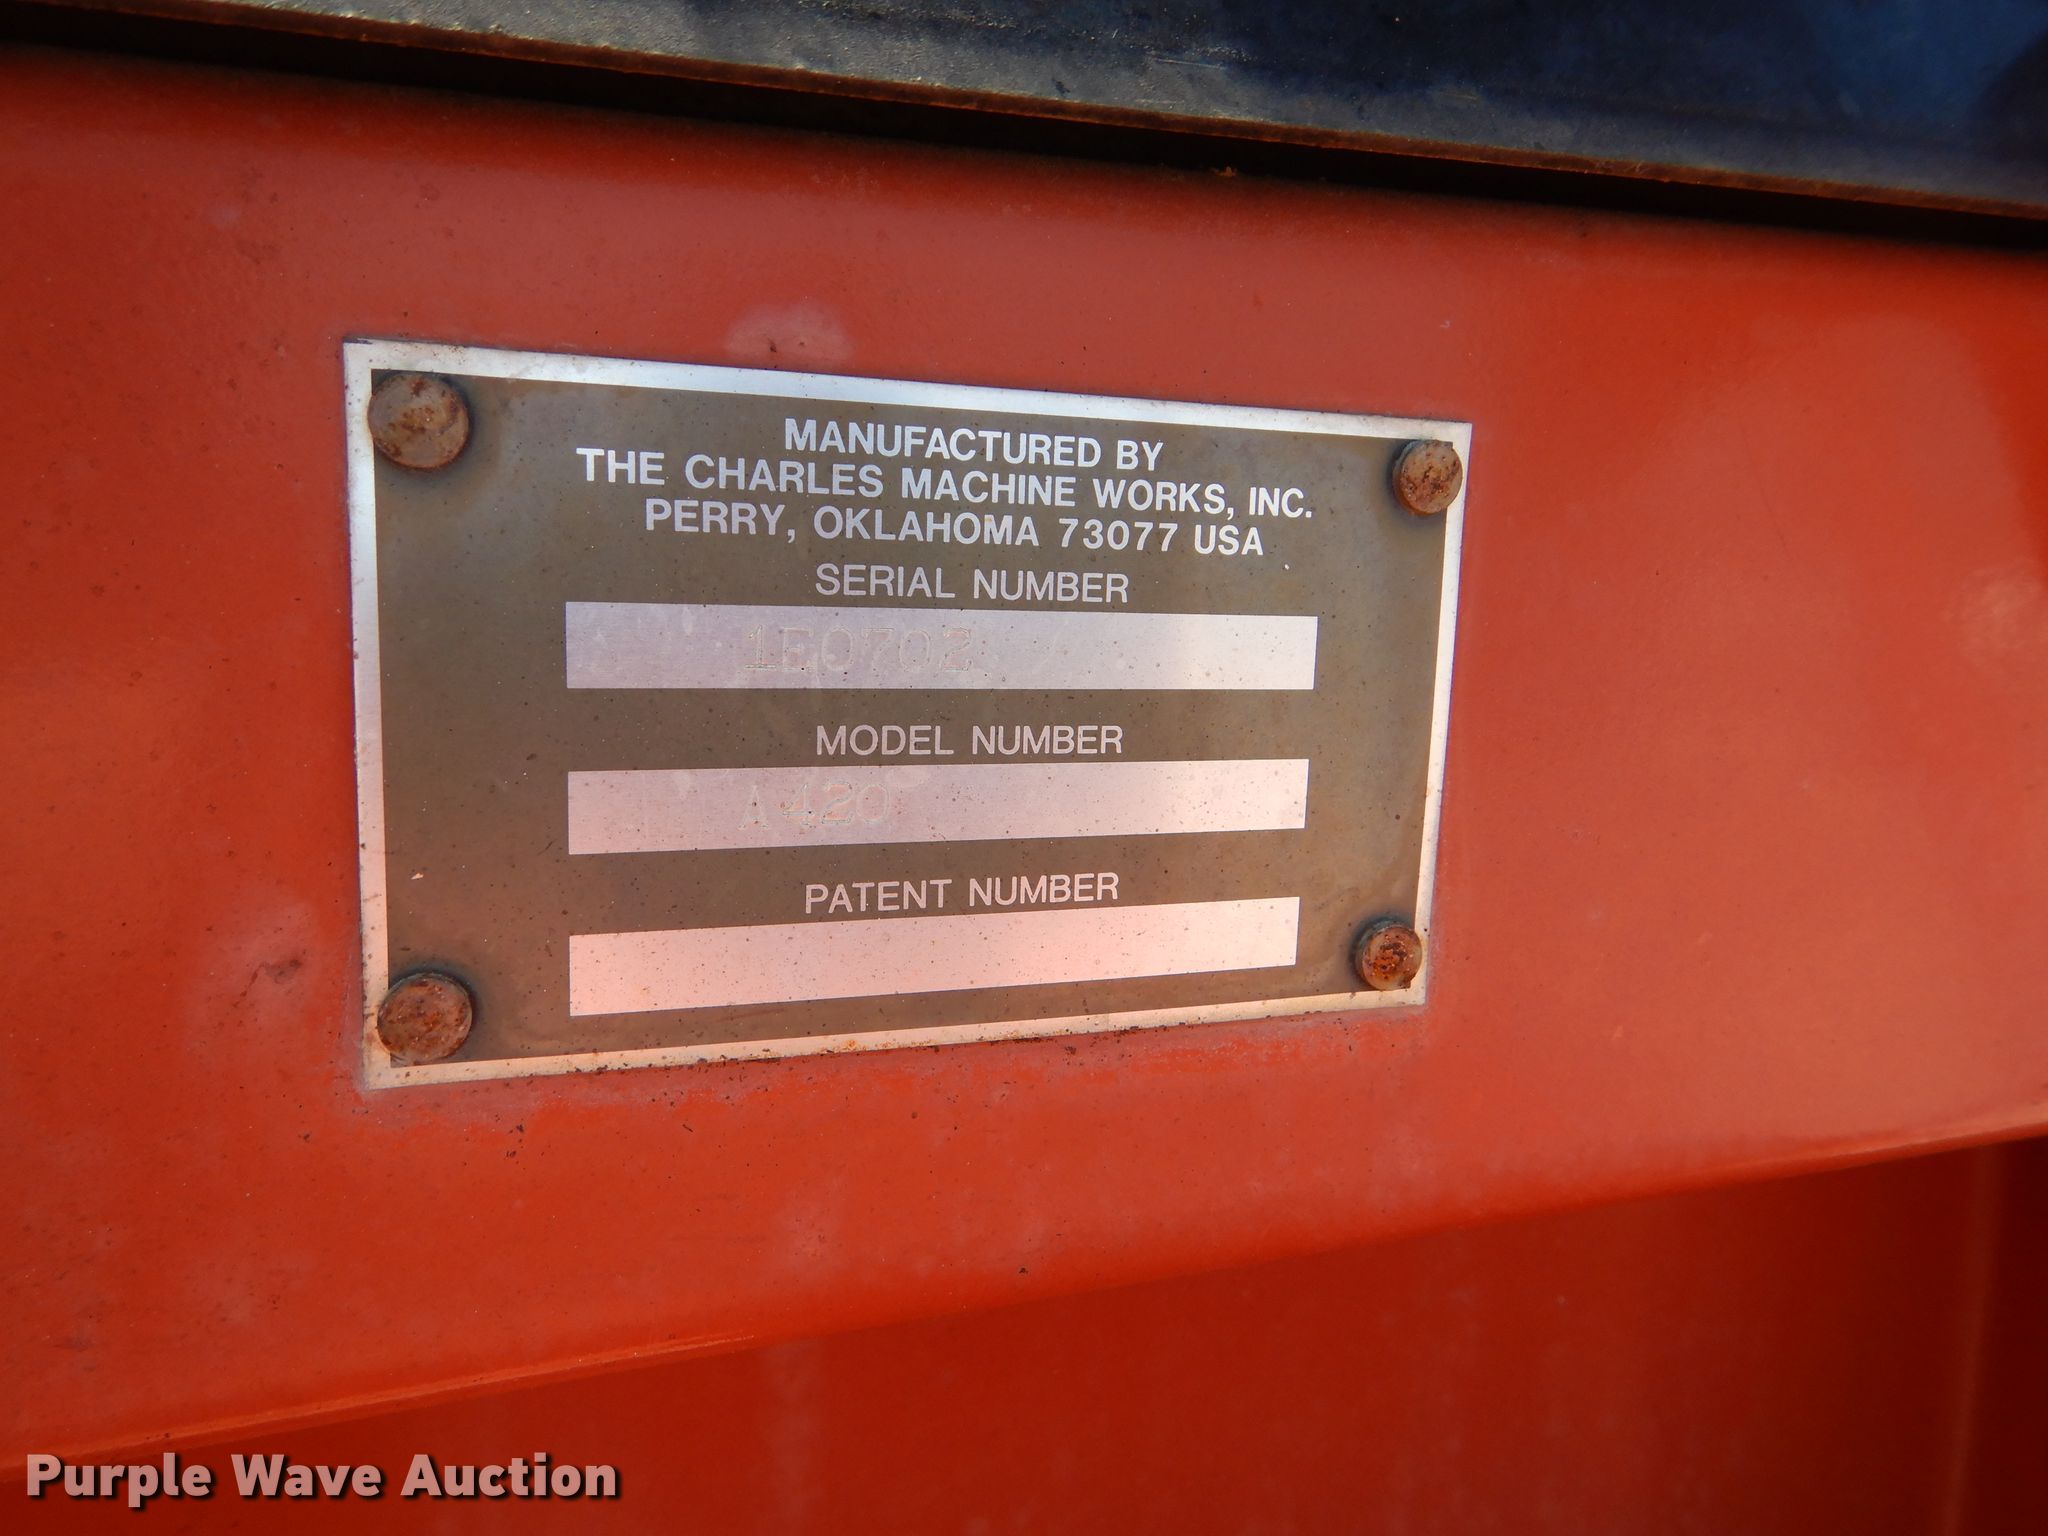 MANUFACTURED BY
THE CHARLES MACHINE WORKS, INC.
PERRY, OKLAHOMA 73077 USA
SERIAL NUMBER
1E0702
MODEL NUMBER
A420
PATENT NUMBER
Purple Wave Auction